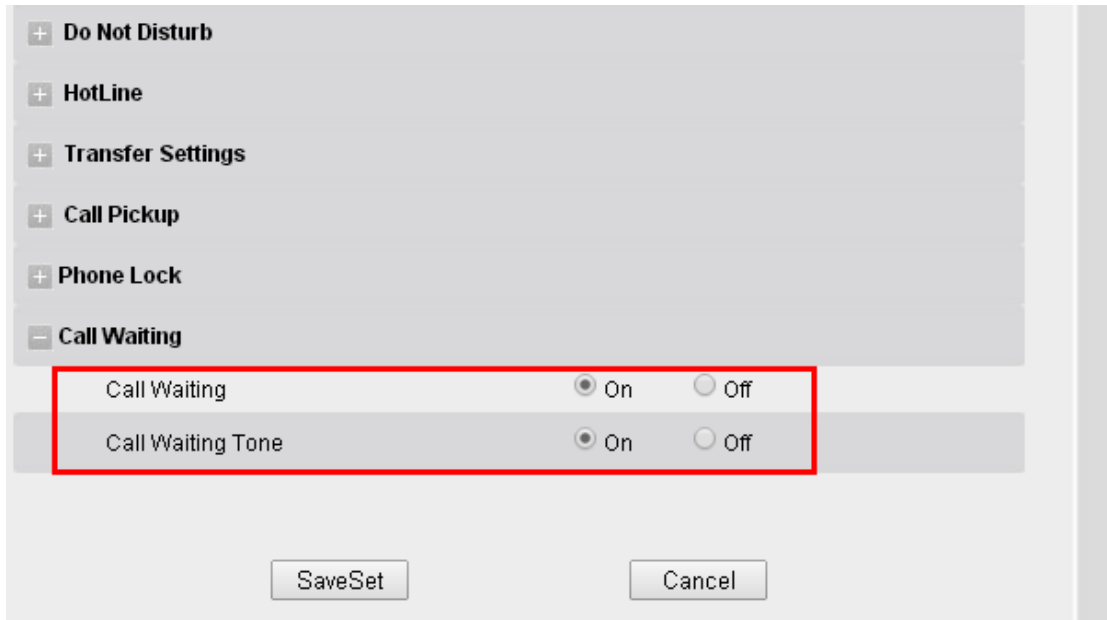 Do Not Disturb
HotLine
Transfer Settings
Call Pickup
Phone Lock
Call Waiting
Call Waiting On Off
Call Waiting Tone On Off
SaveSet Cancel